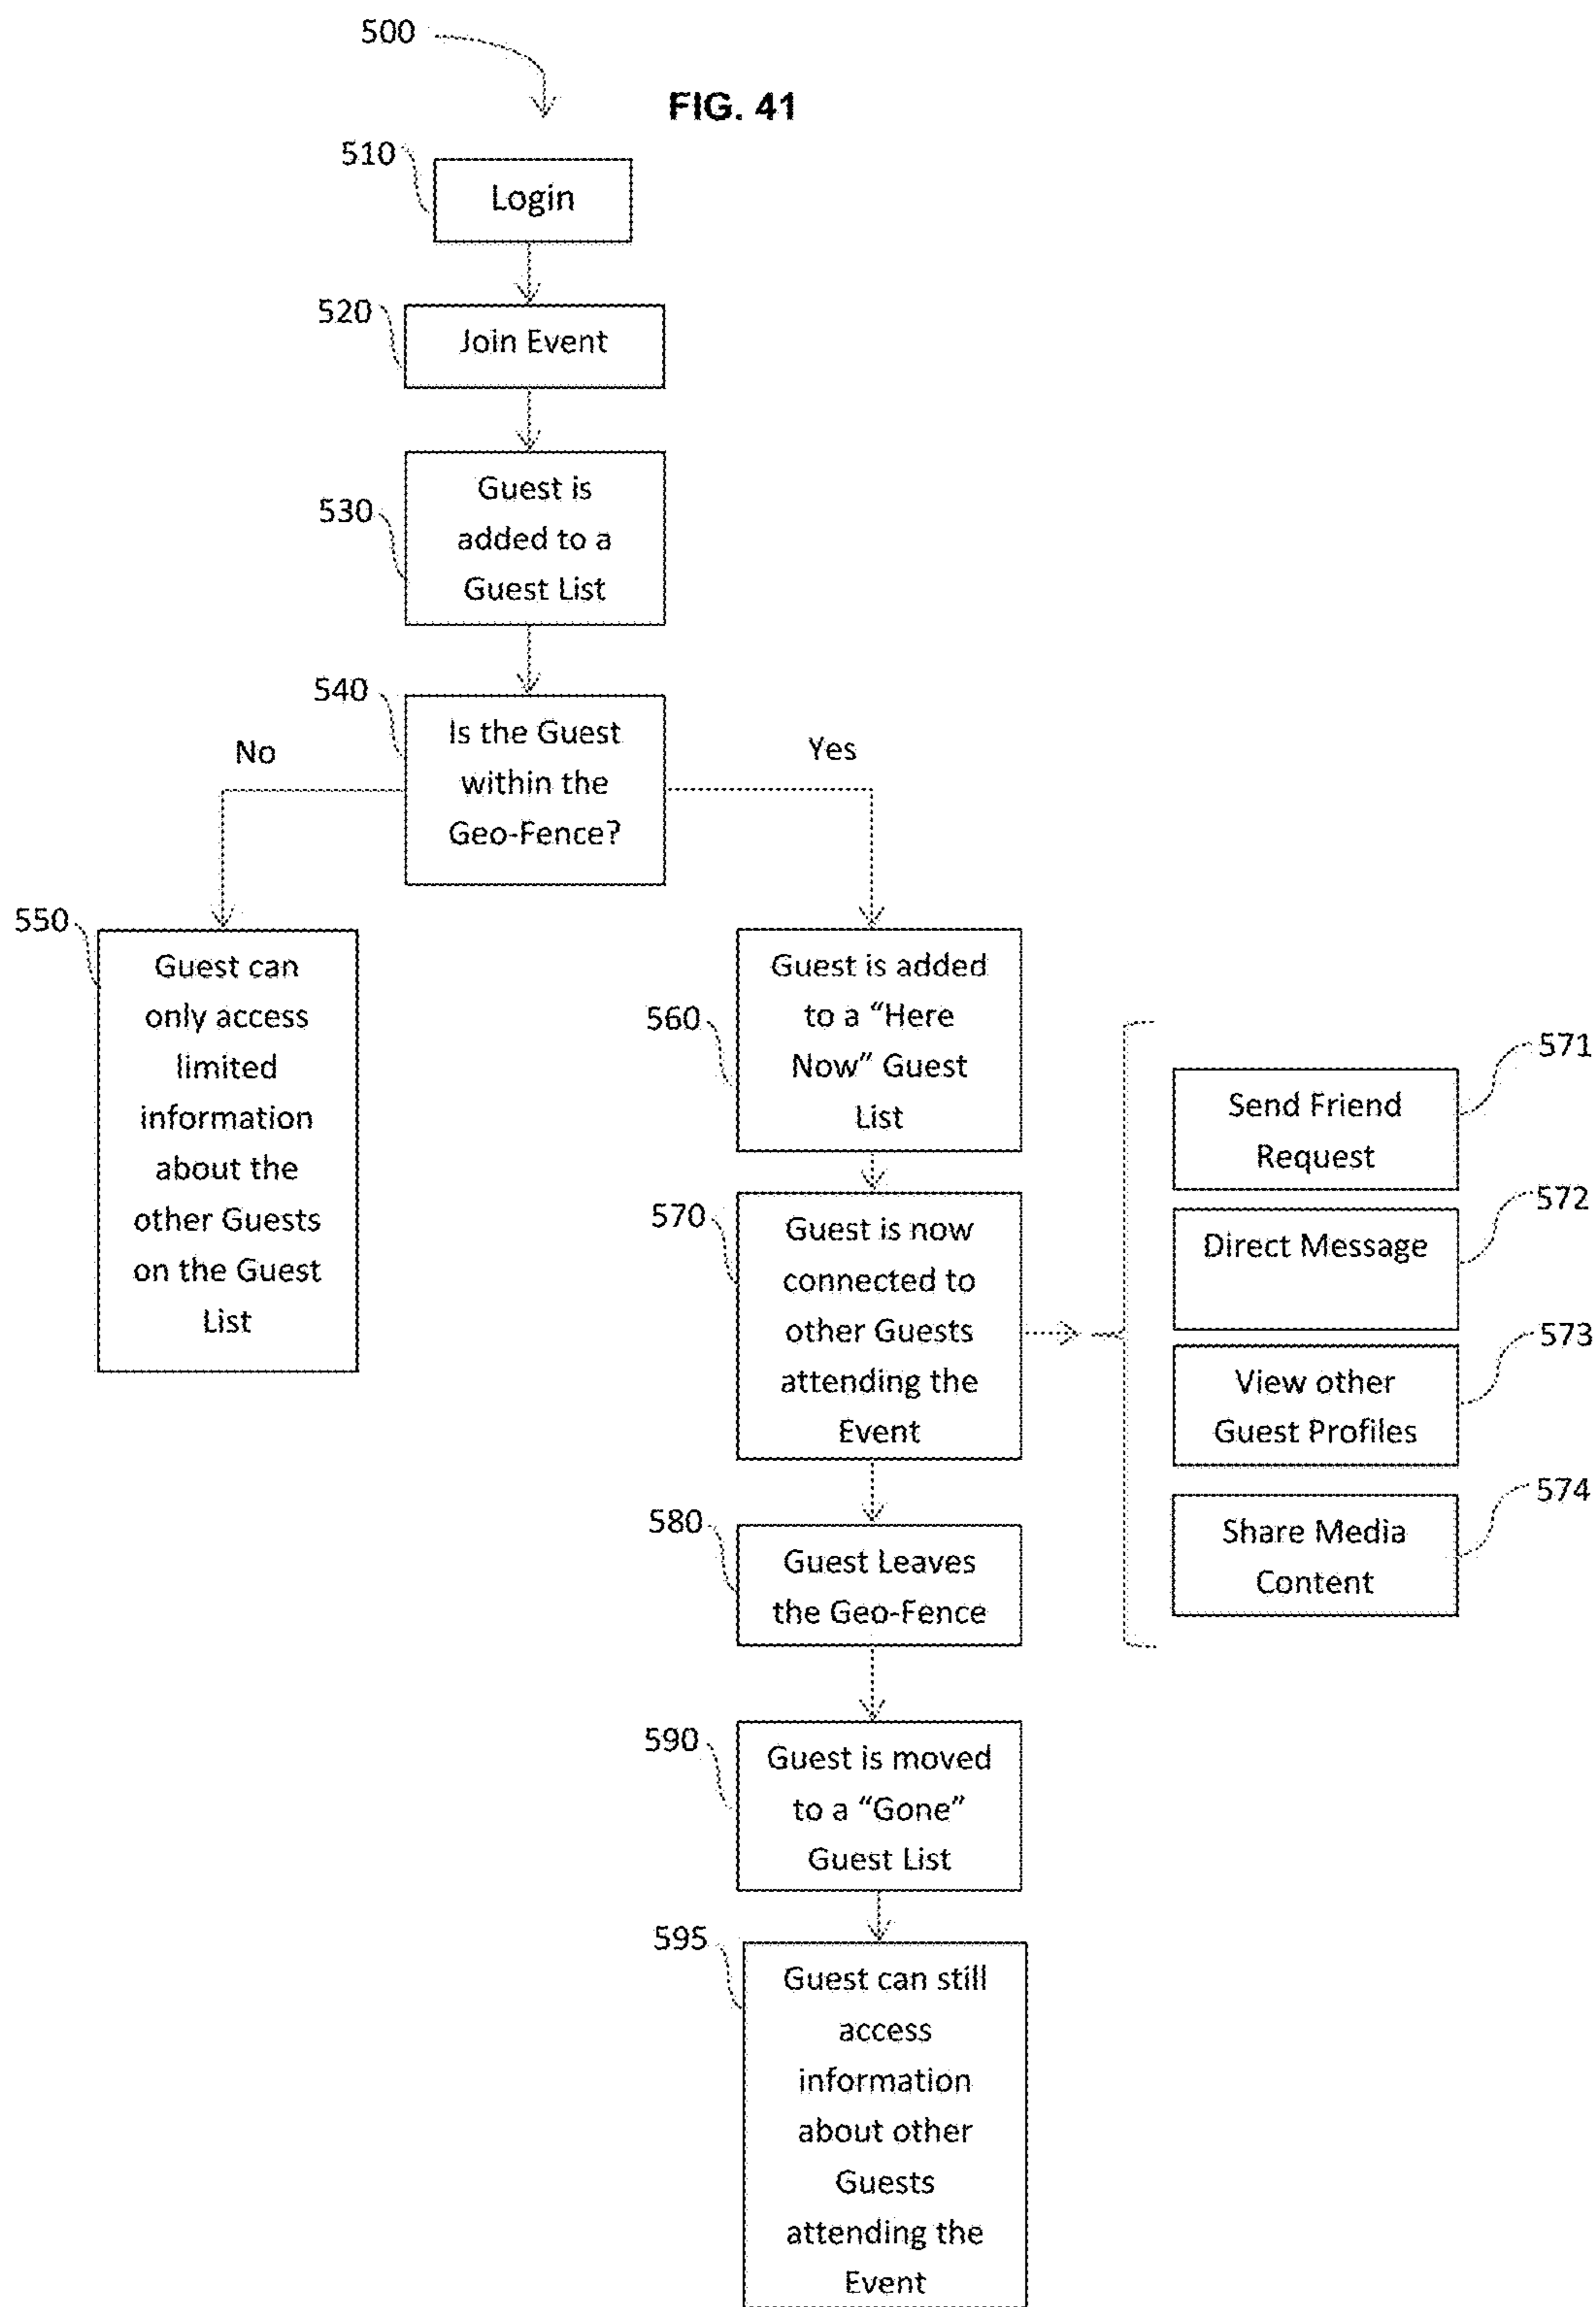 500
FIG. 41
510
Login
520
Join Event
530
Guest is
added to a
Guest List
540
Is the Guest
within the
Geo-Fence?
No
Yes
550
Guest can
only access
limited
information
about the
other Guests
on the Guest
List
560
Guest is added
to a “Here
Now” Guest
List
570
Guest is now
connected to
other Guests
attending the
Event
571
Send Friend
Request
572
Direct Message
573
View other
Guest Profiles
574
Share Media
Content
580
Guest Leaves
the Geo-Fence
590
Guest is moved
to a “Gone”
Guest List
595
Guest can still
access
information
about other
Guests
attending the
Event